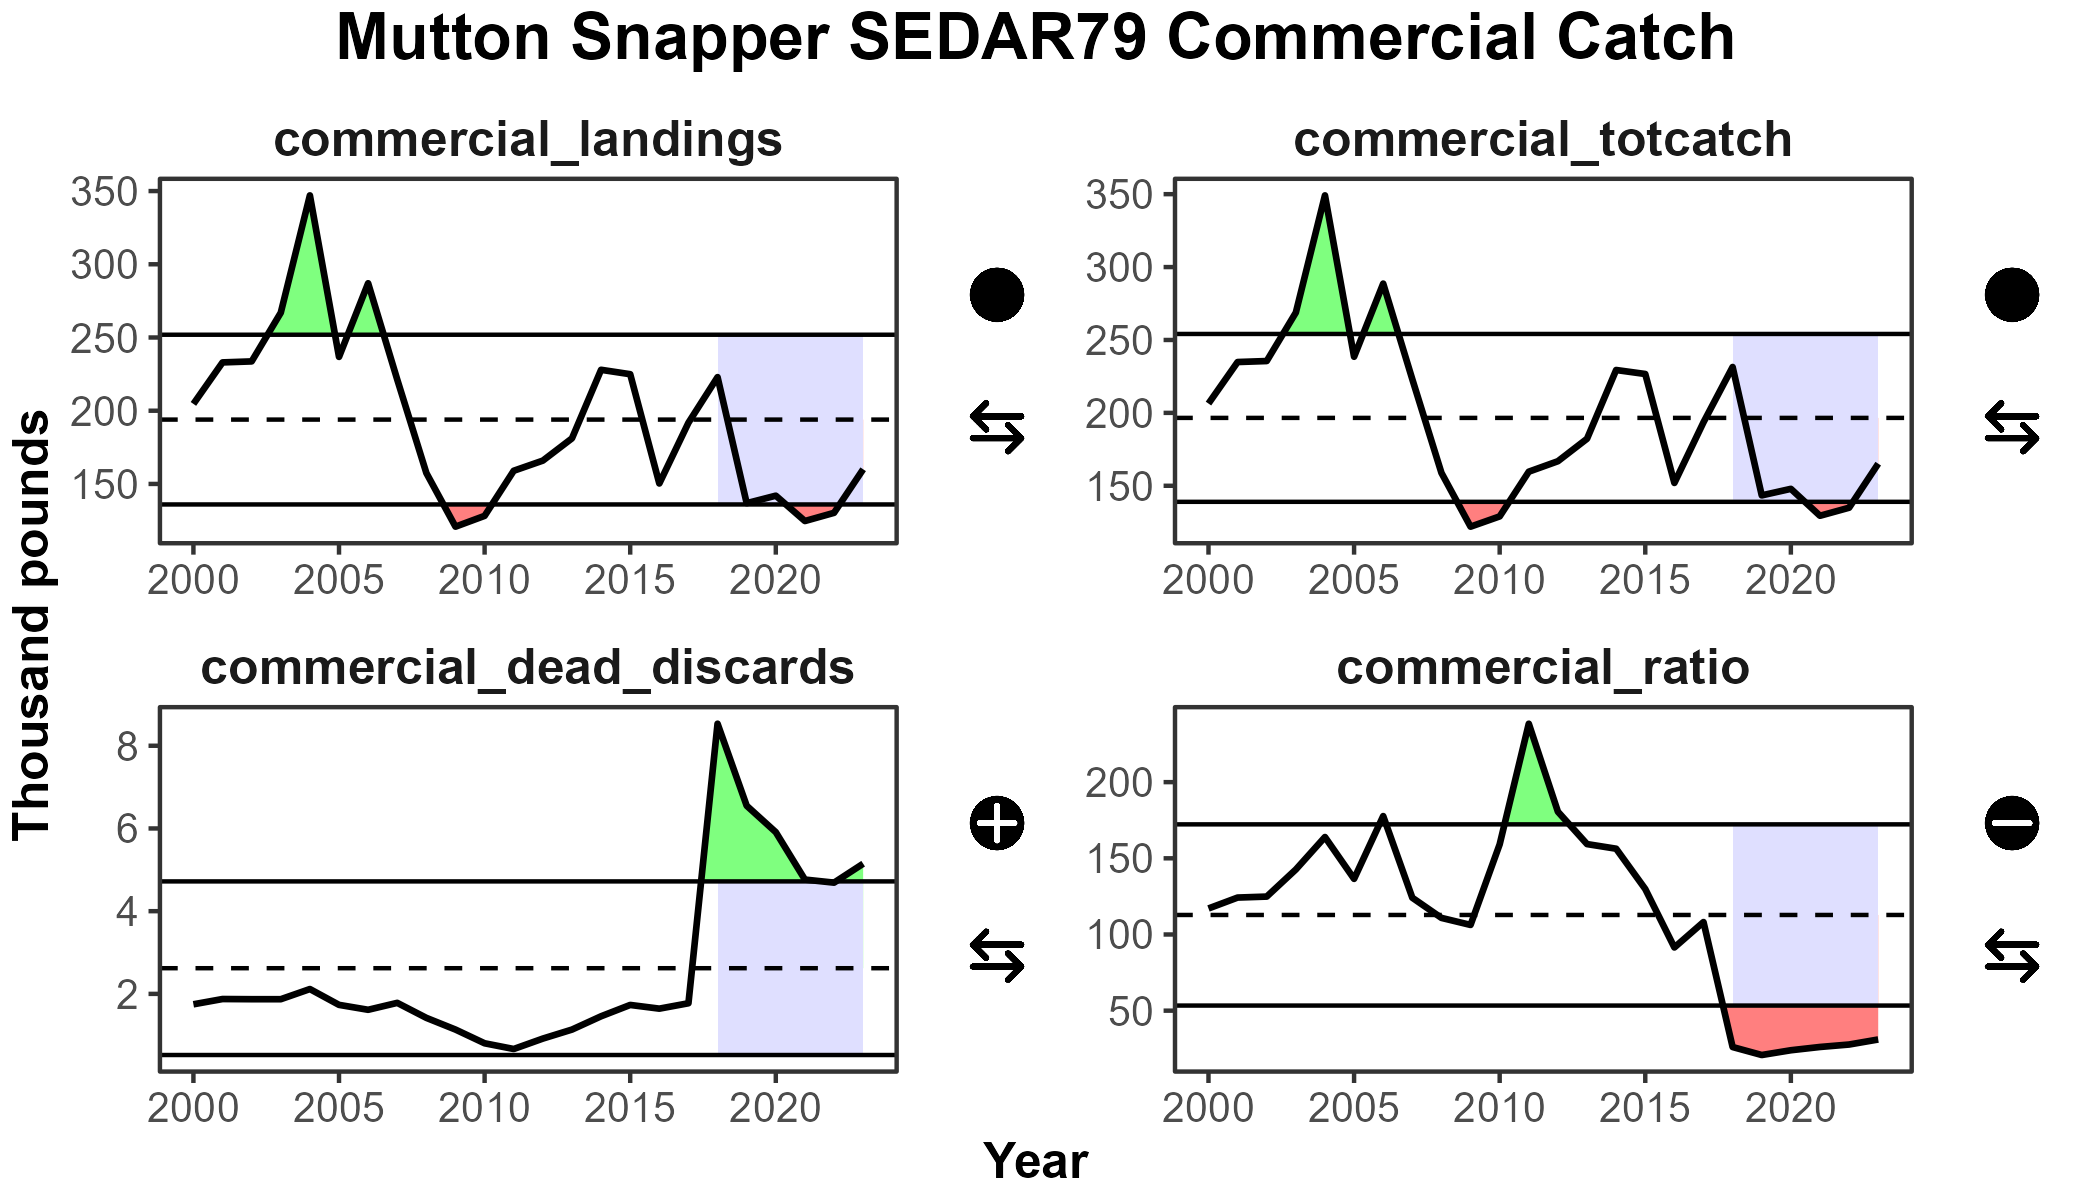 Mutton Snapper SEDAR79 Commercial Catch
commercial_landings
350
300
250
200
150
2000 2005 2010 2015 2020
commercial_totcatch
350
300
250
200
150
2000 2005 2010 2015 2020
Thousand pounds
commercial_dead_discards
8
6
4
2
2000 2005 2010 2015 2020
commercial_ratio
200
150
100
50
2000 2005 2010 2015 2020
Year